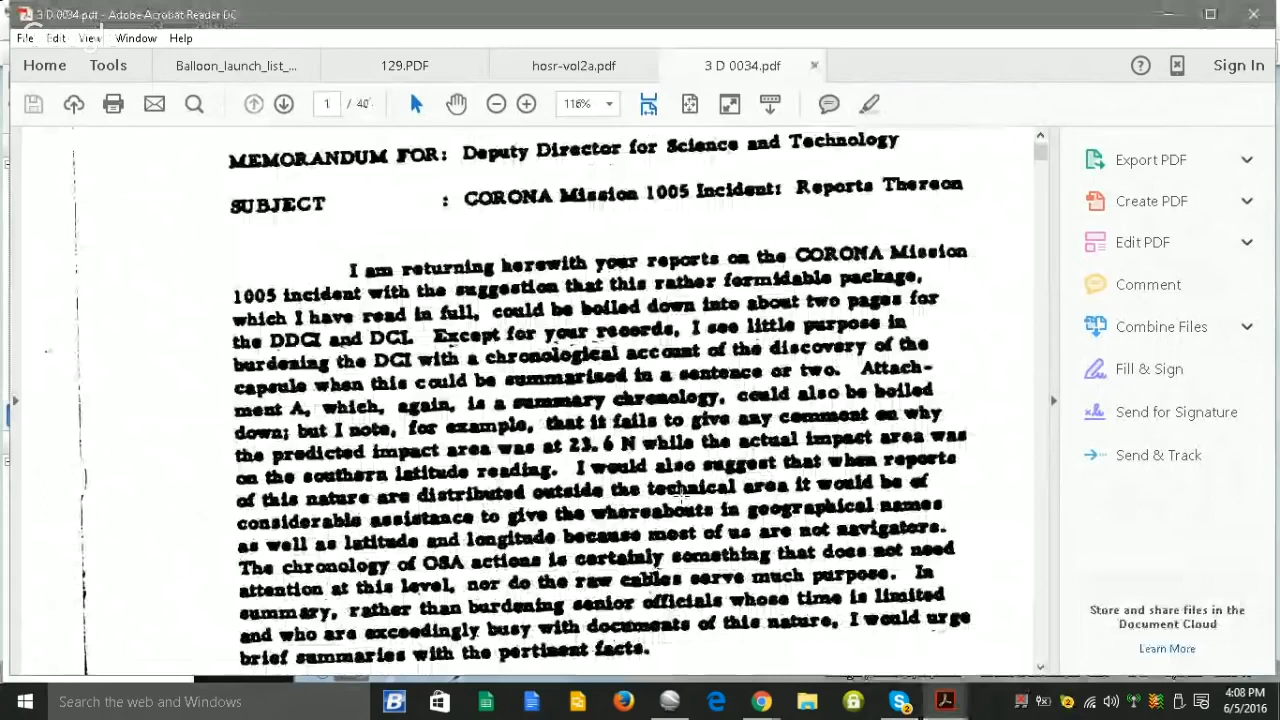 3 D 0034.pdf - Adobe Acrobat Reader DC
Google
File Edit View Window Help
Home Tools Balloon_launch_list_... 129.PDF hosr-vol2a.pdf 3 D 0034.pdf Sign In
1 / 40 116%
MEMORANDUM FOR: Deputy Director for Science and Technology
SUBJECT : CORONA Mission 1005 Incident: Reports Thereon
I am returning herewith your reports on the CORONA Mission
1005 incident with the suggestion that this rather formidable package,
which I have read in full, could be boiled down into about two pages for
the DDCI and DCI. Except for your records, I see little purpose in
burdening the DCI with a chronological account of the discovery of the
capsule when this could be summarized in a sentence or two. Attach-
ment A, which, again, is a summary chronology, could also be boiled
down; but I note, for example, that it fails to give any comment on why
the predicted impact area was at 23.6 N while the actual impact area was
on the southern latitude reading. I would also suggest that when reports
of this nature are distributed outside the technical area it would be of
considerable assistance to give the whereabouts in geographical names
as well as latitude and longitude because most of us are not navigators.
The chronology of OSA actions is certainly something that does not need
attention at this level, nor do the raw cables serve much purpose. In
summary, rather than burdening senior officials whose time is limited
and who are exceedingly busy with documents of this nature, I would urge
brief summaries with the pertinent facts.
Export PDF
Create PDF
Edit PDF
Comment
Combine Files
Fill & Sign
Send for Signature
Send & Track
Store and share files in the
Document Cloud
Learn More
Search the web and Windows
4:08 PM
6/5/2016